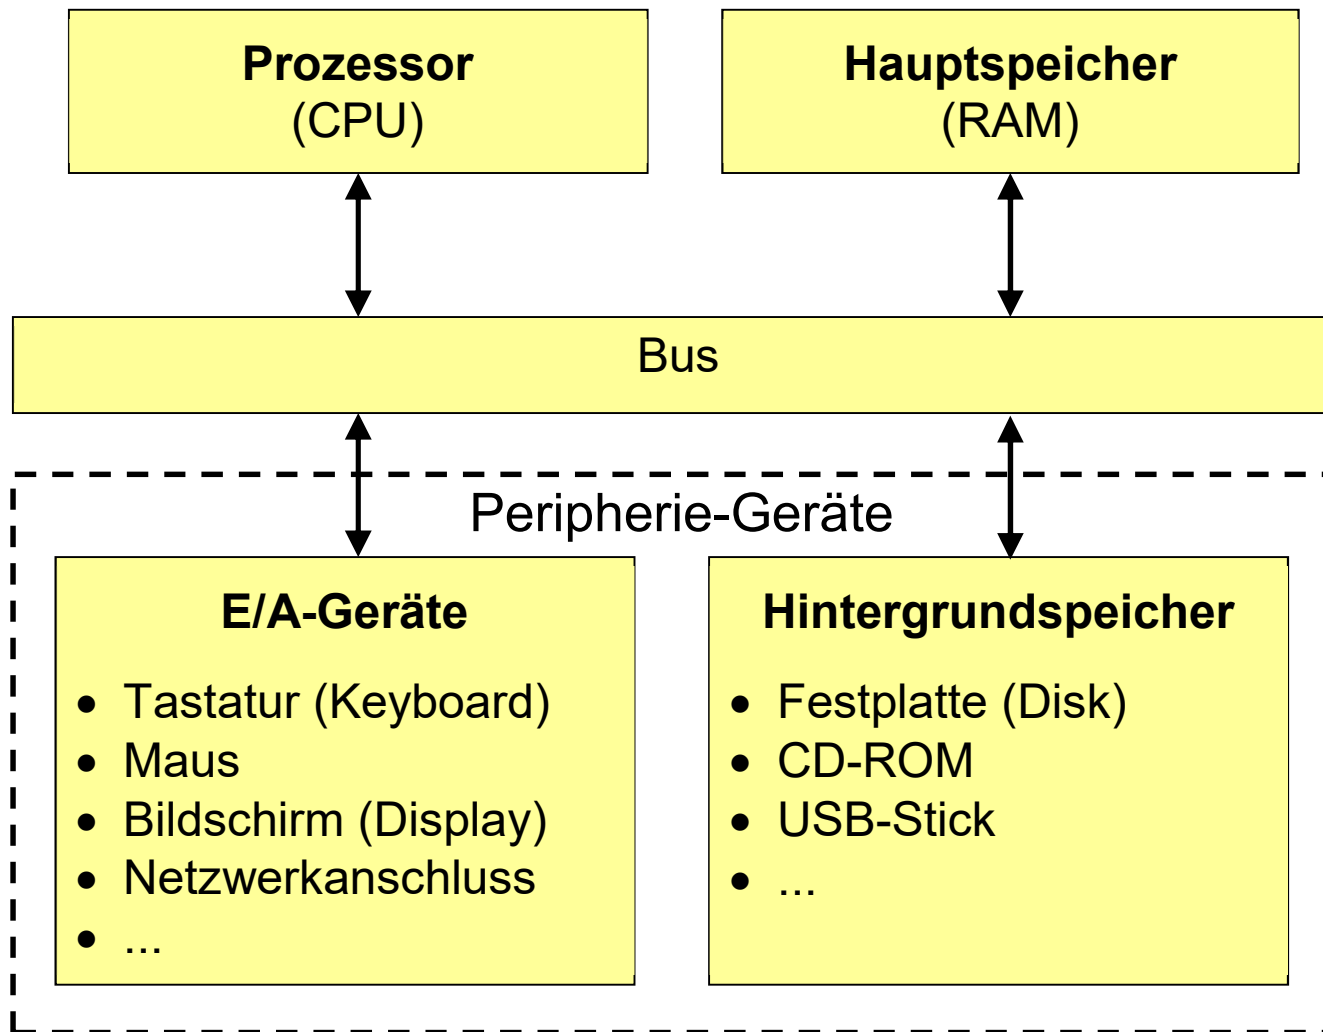 Prozessor
(CPU)
Hauptspeicher
(RAM)
Bus
Peripherie-Geräte
E/A-Geräte
• Tastatur (Keyboard)
• Maus
• Bildschirm (Display)
• Netzwerkanschluss
• ...
Hintergrundspeicher
• Festplatte (Disk)
• CD-ROM
• USB-Stick
• ...